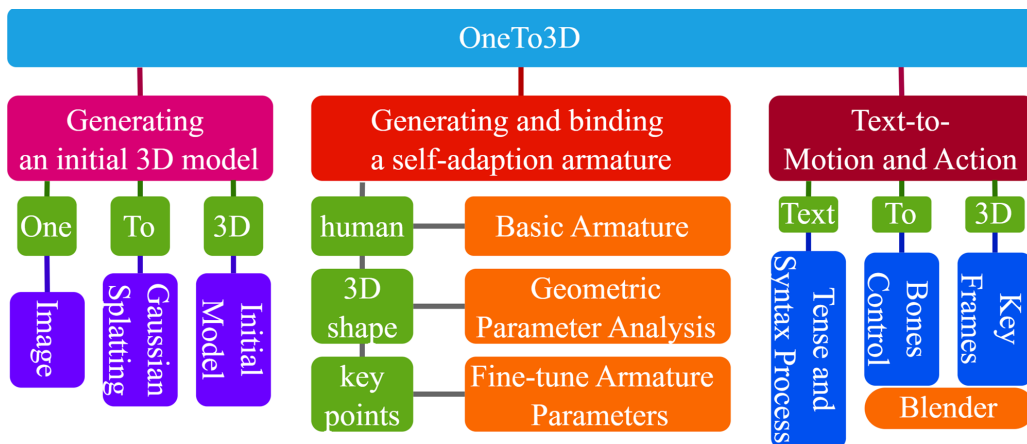 OneTo3D
Generating
an initial 3D model
One
To
3D
Image
Gaussian
Splatting
Initial
Model
Generating and binding
a self-adaption armature
human
Basic Armature
3D
shape
Geometric
Parameter Analysis
key
points
Fine-tune Armature
Parameters
Text-to-
Motion and Action
Text
To
3D
Tense and
Syntax Process
Bones
Control
Key
Frames
Blender